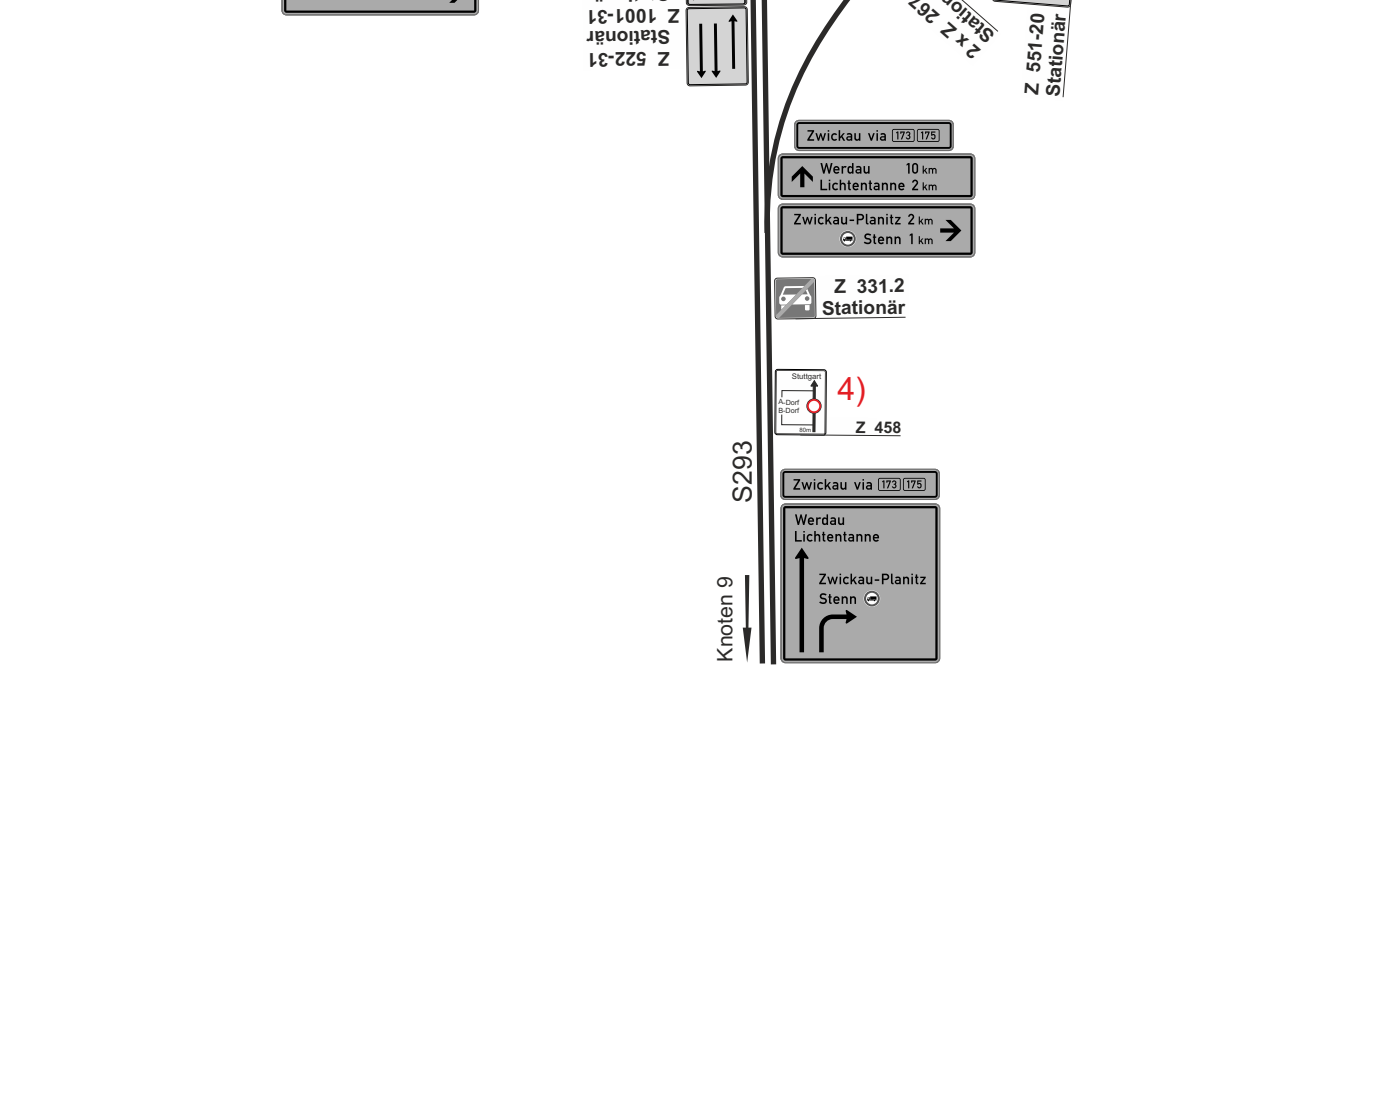 Z 1001-31
Stationär
Z 522-31
2 x Z 267
Z 551-20
Stationär
Zwickau via 173 175
Werdau 10 km
Lichtentanne 2 km
Zwickau-Planitz 2 km
Stenn 1 km
Z 331.2
Stationär
Stuttgart
A-Dorf
B-Dorf
80m
4)
Z 458
S293
Zwickau via 173 175
Werdau
Lichtentanne
Zwickau-Planitz
Stenn
Knoten 9